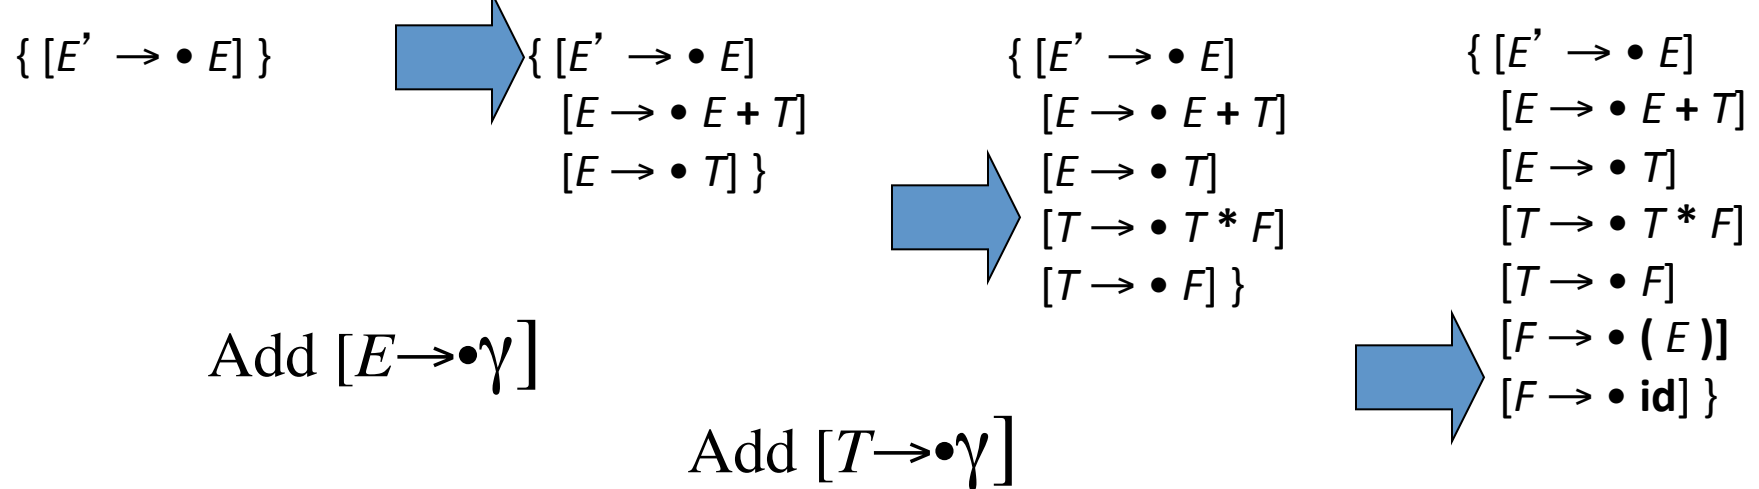 { [E’ → • E] }
{ [E’ → • E]
[E → • E + T]
[E → • T] }
{ [E’ → • E]
[E → • E + T]
[E → • T]
[T → • T * F]
[T → • F] }
{ [E’ → • E]
[E → • E + T]
[E → • T]
[T → • T * F]
[T → • F]
[F → • ( E )]
[F → • id] }
Add [E→•γ]
Add [T→•γ]